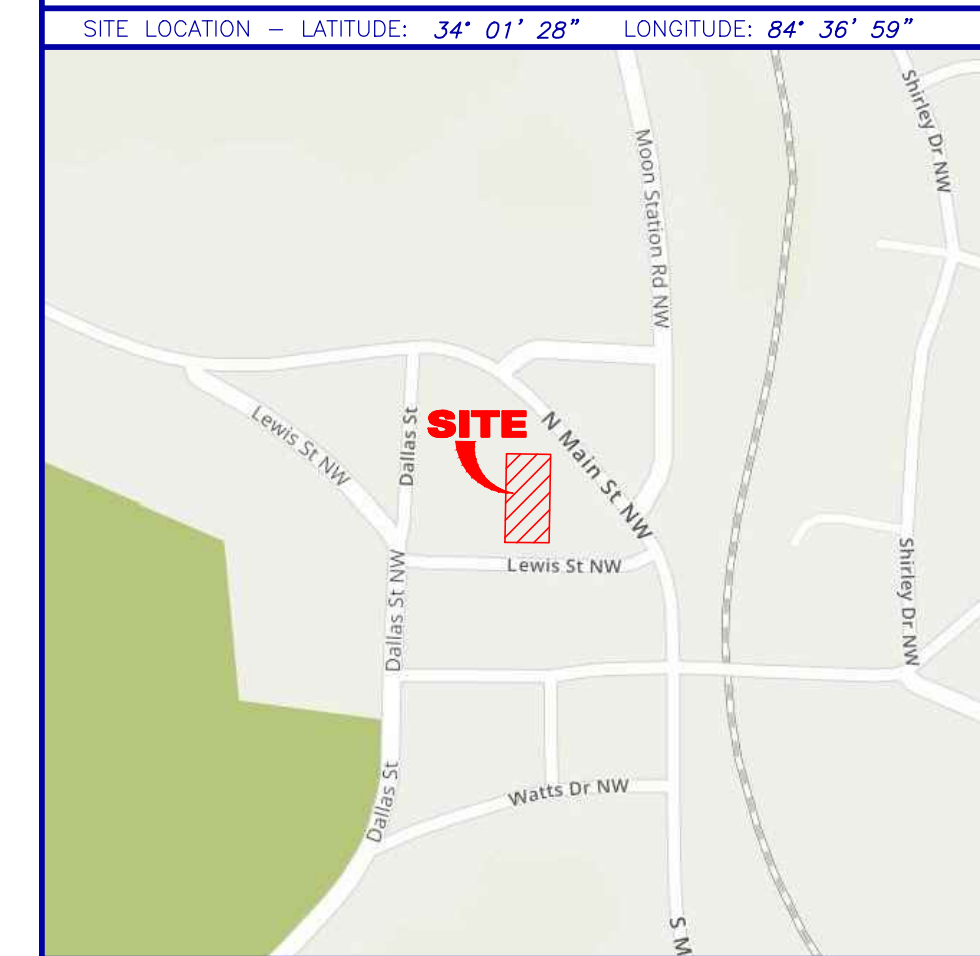 SITE LOCATION – LATITUDE: 34° 01' 28" LONGITUDE: 84° 36' 59"
Shirley Dr NW
Moon Station Rd NW
Lewis St NW
Dallas St
SITE
N Main St NW
Lewis St NW
Dallas St NW
Shirley Dr NW
Dallas St
Watts Dr NW
S M